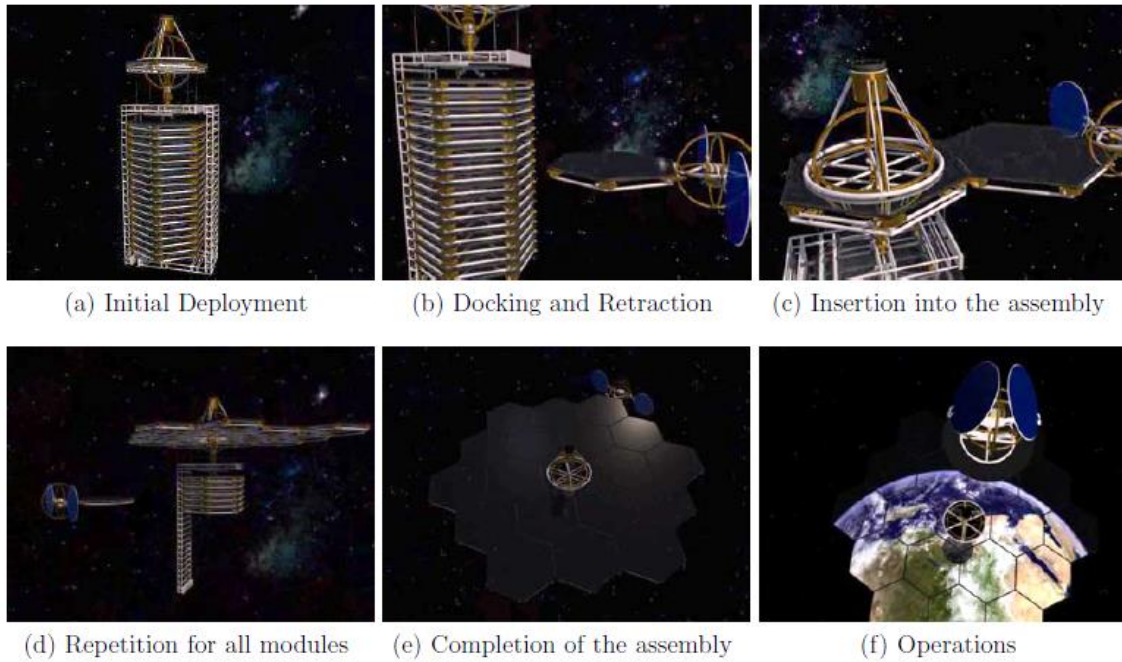 (a) Initial Deployment
(b) Docking and Retraction
(c) Insertion into the assembly
(d) Repetition for all modules
(e) Completion of the assembly
(f) Operations